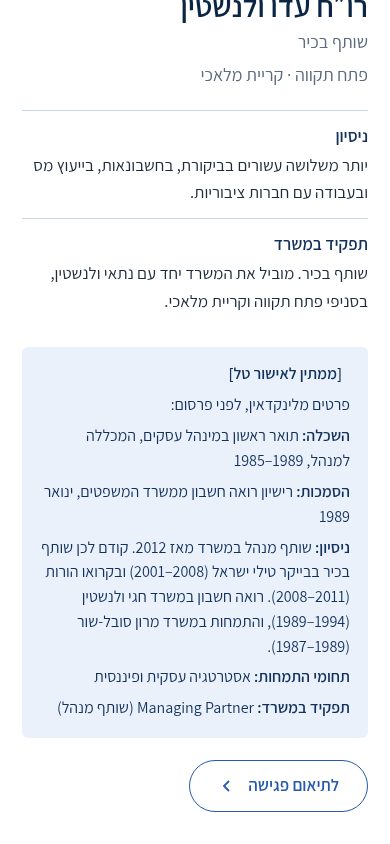 רו״ח עדו ולנשטין
שותף בכיר
פתח תקווה · קריית מלאכי
ניסיון
יותר משלושה עשורים בביקורת, בחשבונאות, בייעוץ מס
ובעבודה עם חברות ציבוריות.
תפקיד במשרד
שותף בכיר. מוביל את המשרד יחד עם נתאי ולנשטין,
בסניפי פתח תקווה וקריית מלאכי.
[ממתין לאישור טל]
פרטים מלינקדאין, לפני פרסום:
השכלה: תואר ראשון במינהל עסקים, המכללה
למנהל, 1989–1985
הסמכות: רישיון רואה חשבון ממשרד המשפטים, ינואר
1989
ניסיון: שותף מנהל במשרד מאז 2012. קודם לכן שותף
בכיר בבייקר טילי ישראל (2008–2001) ובקרואו הורות
(2011–2008). רואה חשבון במשרד חגי ולנשטין
(1994–1989), והתמחות במשרד מרון סובל-שור
(1989–1987).
תחומי התמחות: אסטרטגיה עסקית ופיננסית
תפקיד במשרד: Managing Partner (שותף מנהל)
לתיאום פגישה